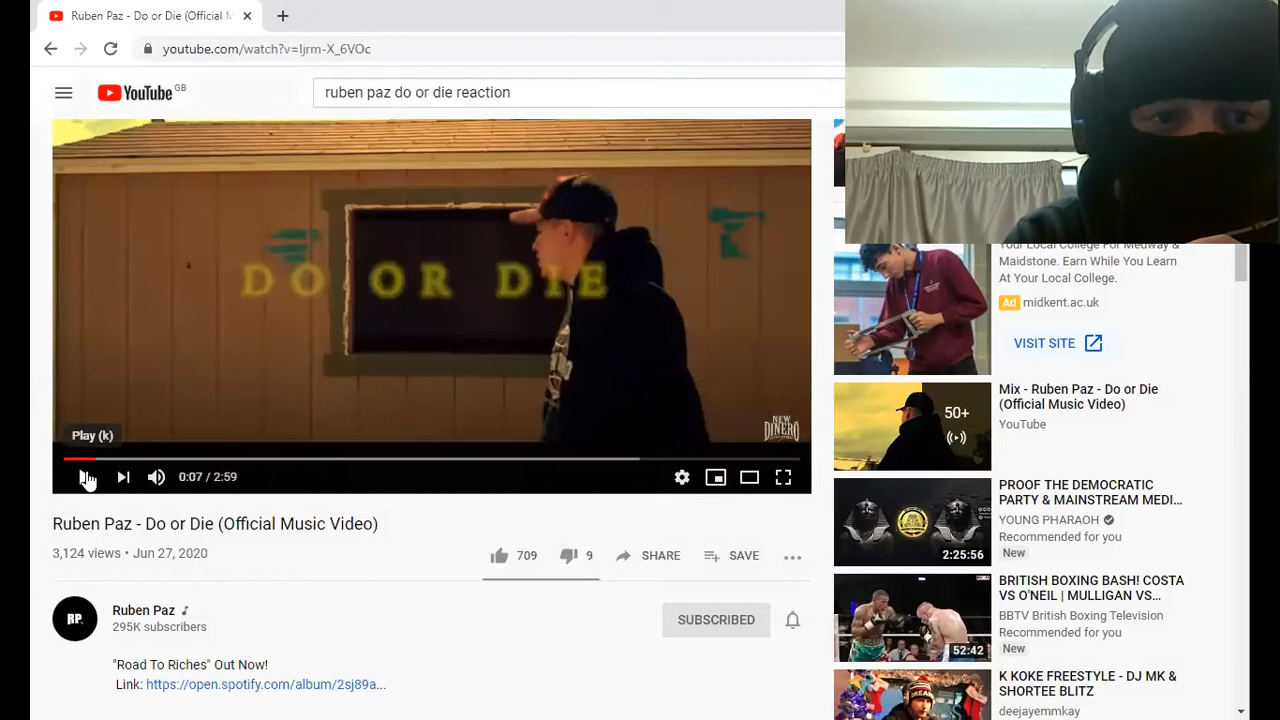 Ruben Paz - Do or Die (Official M
youtube.com/watch?v=Ijrm-X_6VOc
YouTube GB
ruben paz do or die reaction
DO OR DIE
NEW DINERO
Play (k)
0:07 / 2:59
Ruben Paz - Do or Die (Official Music Video)
3,124 views • Jun 27, 2020
709
9
SHARE
SAVE
RP.
Ruben Paz
295K subscribers
SUBSCRIBED
"Road To Riches" Out Now!
Link: https://open.spotify.com/album/2sj89a...
Your Local College For Medway &
Maidstone. Earn While You Learn
At Your Local College.
Ad midkent.ac.uk
VISIT SITE
50+
Mix - Ruben Paz - Do or Die
(Official Music Video)
YouTube
PROOF THE DEMOCRATIC
PARTY & MAINSTREAM MEDI...
YOUNG PHARAOH
Recommended for you
New
2:25:56
BRITISH BOXING BASH! COSTA
VS O'NEIL | MULLIGAN VS...
BBTV British Boxing Television
Recommended for you
New
52:42
K KOKE FREESTYLE - DJ MK &
SHORTEE BLITZ
deejayemmkay